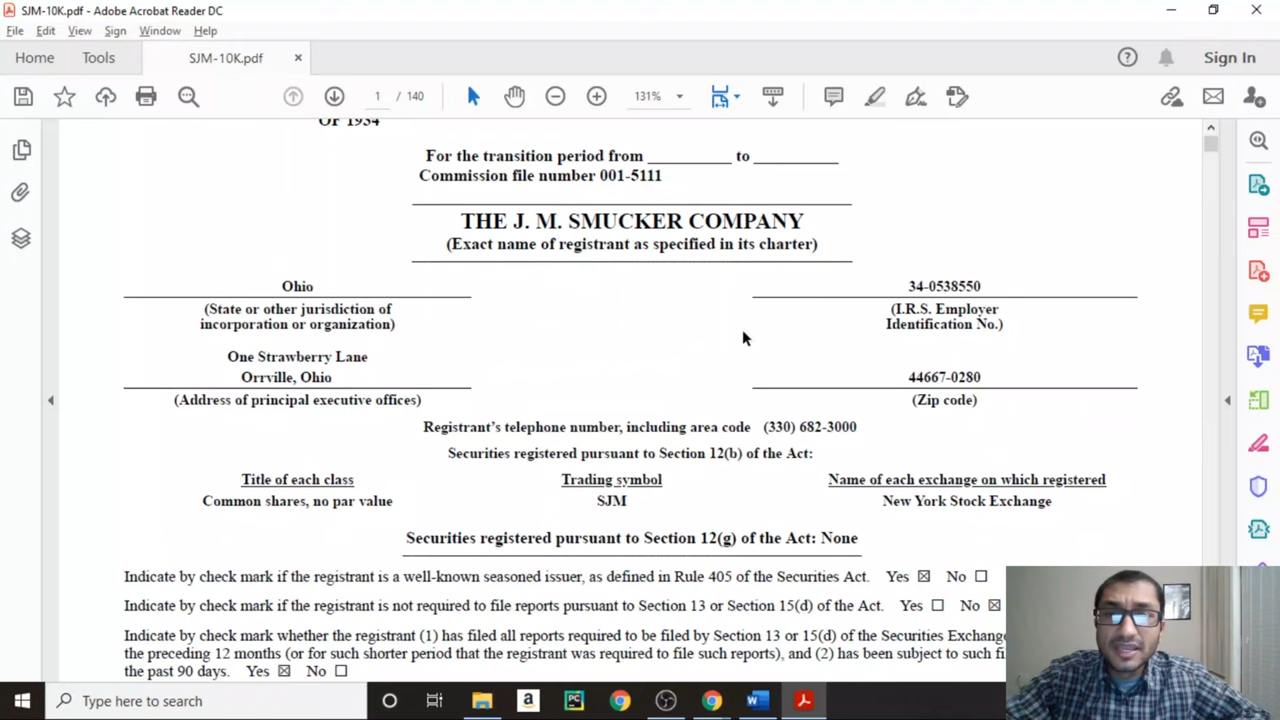 SJM-10K.pdf - Adobe Acrobat Reader DC
File Edit View Sign Window Help
Home Tools SJM-10K.pdf × Sign In
1 / 140 131%
OF 1934
For the transition period from __________ to __________
Commission file number 001-5111
THE J. M. SMUCKER COMPANY
(Exact name of registrant as specified in its charter)
Ohio 34-0538550
(State or other jurisdiction of (I.R.S. Employer
incorporation or organization) Identification No.)
One Strawberry Lane
Orrville, Ohio 44667-0280
(Address of principal executive offices) (Zip code)
Registrant’s telephone number, including area code (330) 682-3000
Securities registered pursuant to Section 12(b) of the Act:
Title of each class Trading symbol Name of each exchange on which registered
Common shares, no par value SJM New York Stock Exchange
Securities registered pursuant to Section 12(g) of the Act: None
Indicate by check mark if the registrant is a well-known seasoned issuer, as defined in Rule 405 of the Securities Act. Yes ☒ No ☐
Indicate by check mark if the registrant is not required to file reports pursuant to Section 13 or Section 15(d) of the Act. Yes ☐ No ☒
Indicate by check mark whether the registrant (1) has filed all reports required to be filed by Section 13 or 15(d) of the Securities Exchange
the preceding 12 months (or for such shorter period that the registrant was required to file such reports), and (2) has been subject to such fi
the past 90 days. Yes ☒ No ☐
Type here to search